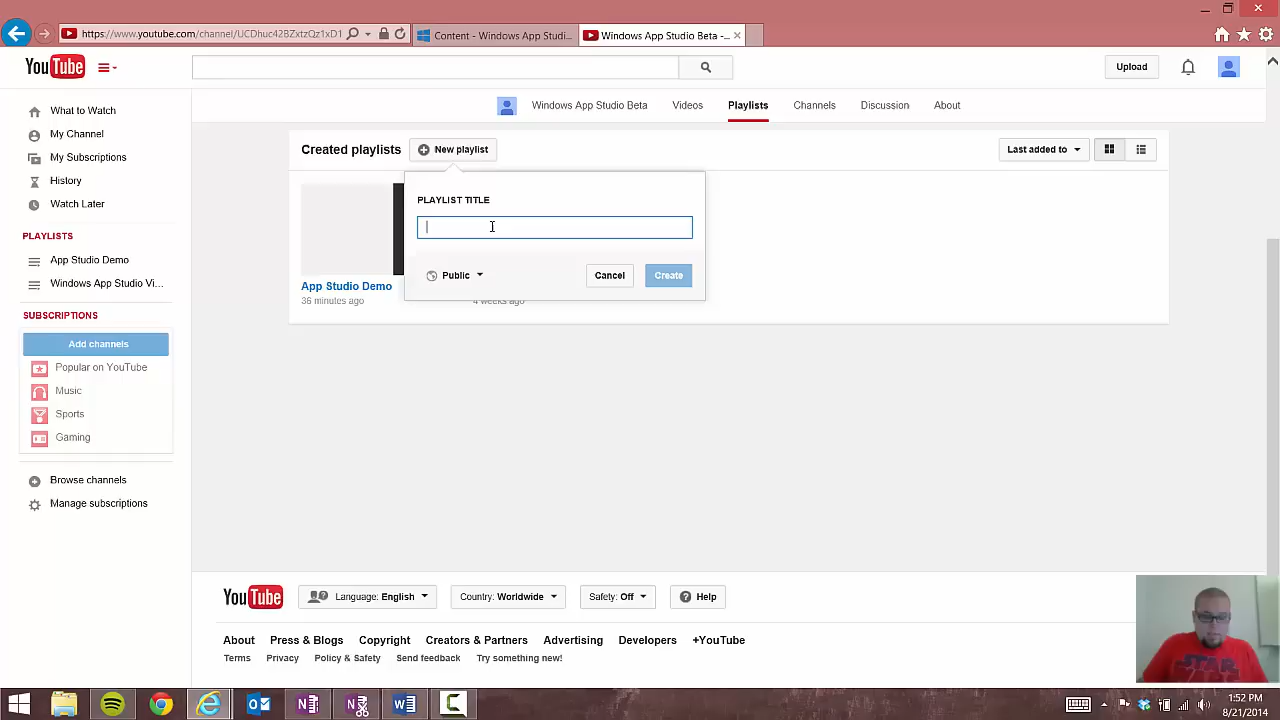 https://www.youtube.com/channel/UCDhuc428ZxtzQz1xD1
Content - Windows App Studi...
Windows App Studio Beta -...
YouTube
Upload
What to Watch
My Channel
My Subscriptions
History
Watch Later
PLAYLISTS
App Studio Demo
Windows App Studio Vi...
SUBSCRIPTIONS
Add channels
Popular on YouTube
Music
Sports
Gaming
Browse channels
Manage subscriptions
Windows App Studio Beta
Videos
Playlists
Channels
Discussion
About
Created playlists
New playlist
Last added to
PLAYLIST TITLE
Public
Cancel
Create
App Studio Demo
36 minutes ago
4 weeks ago
YouTube
Language: English
Country: Worldwide
Safety: Off
Help
About
Press & Blogs
Copyright
Creators & Partners
Advertising
Developers
+YouTube
Terms
Privacy
Policy & Safety
Send feedback
Try something new!
STAR
WARS
1:52 PM
8/21/2014